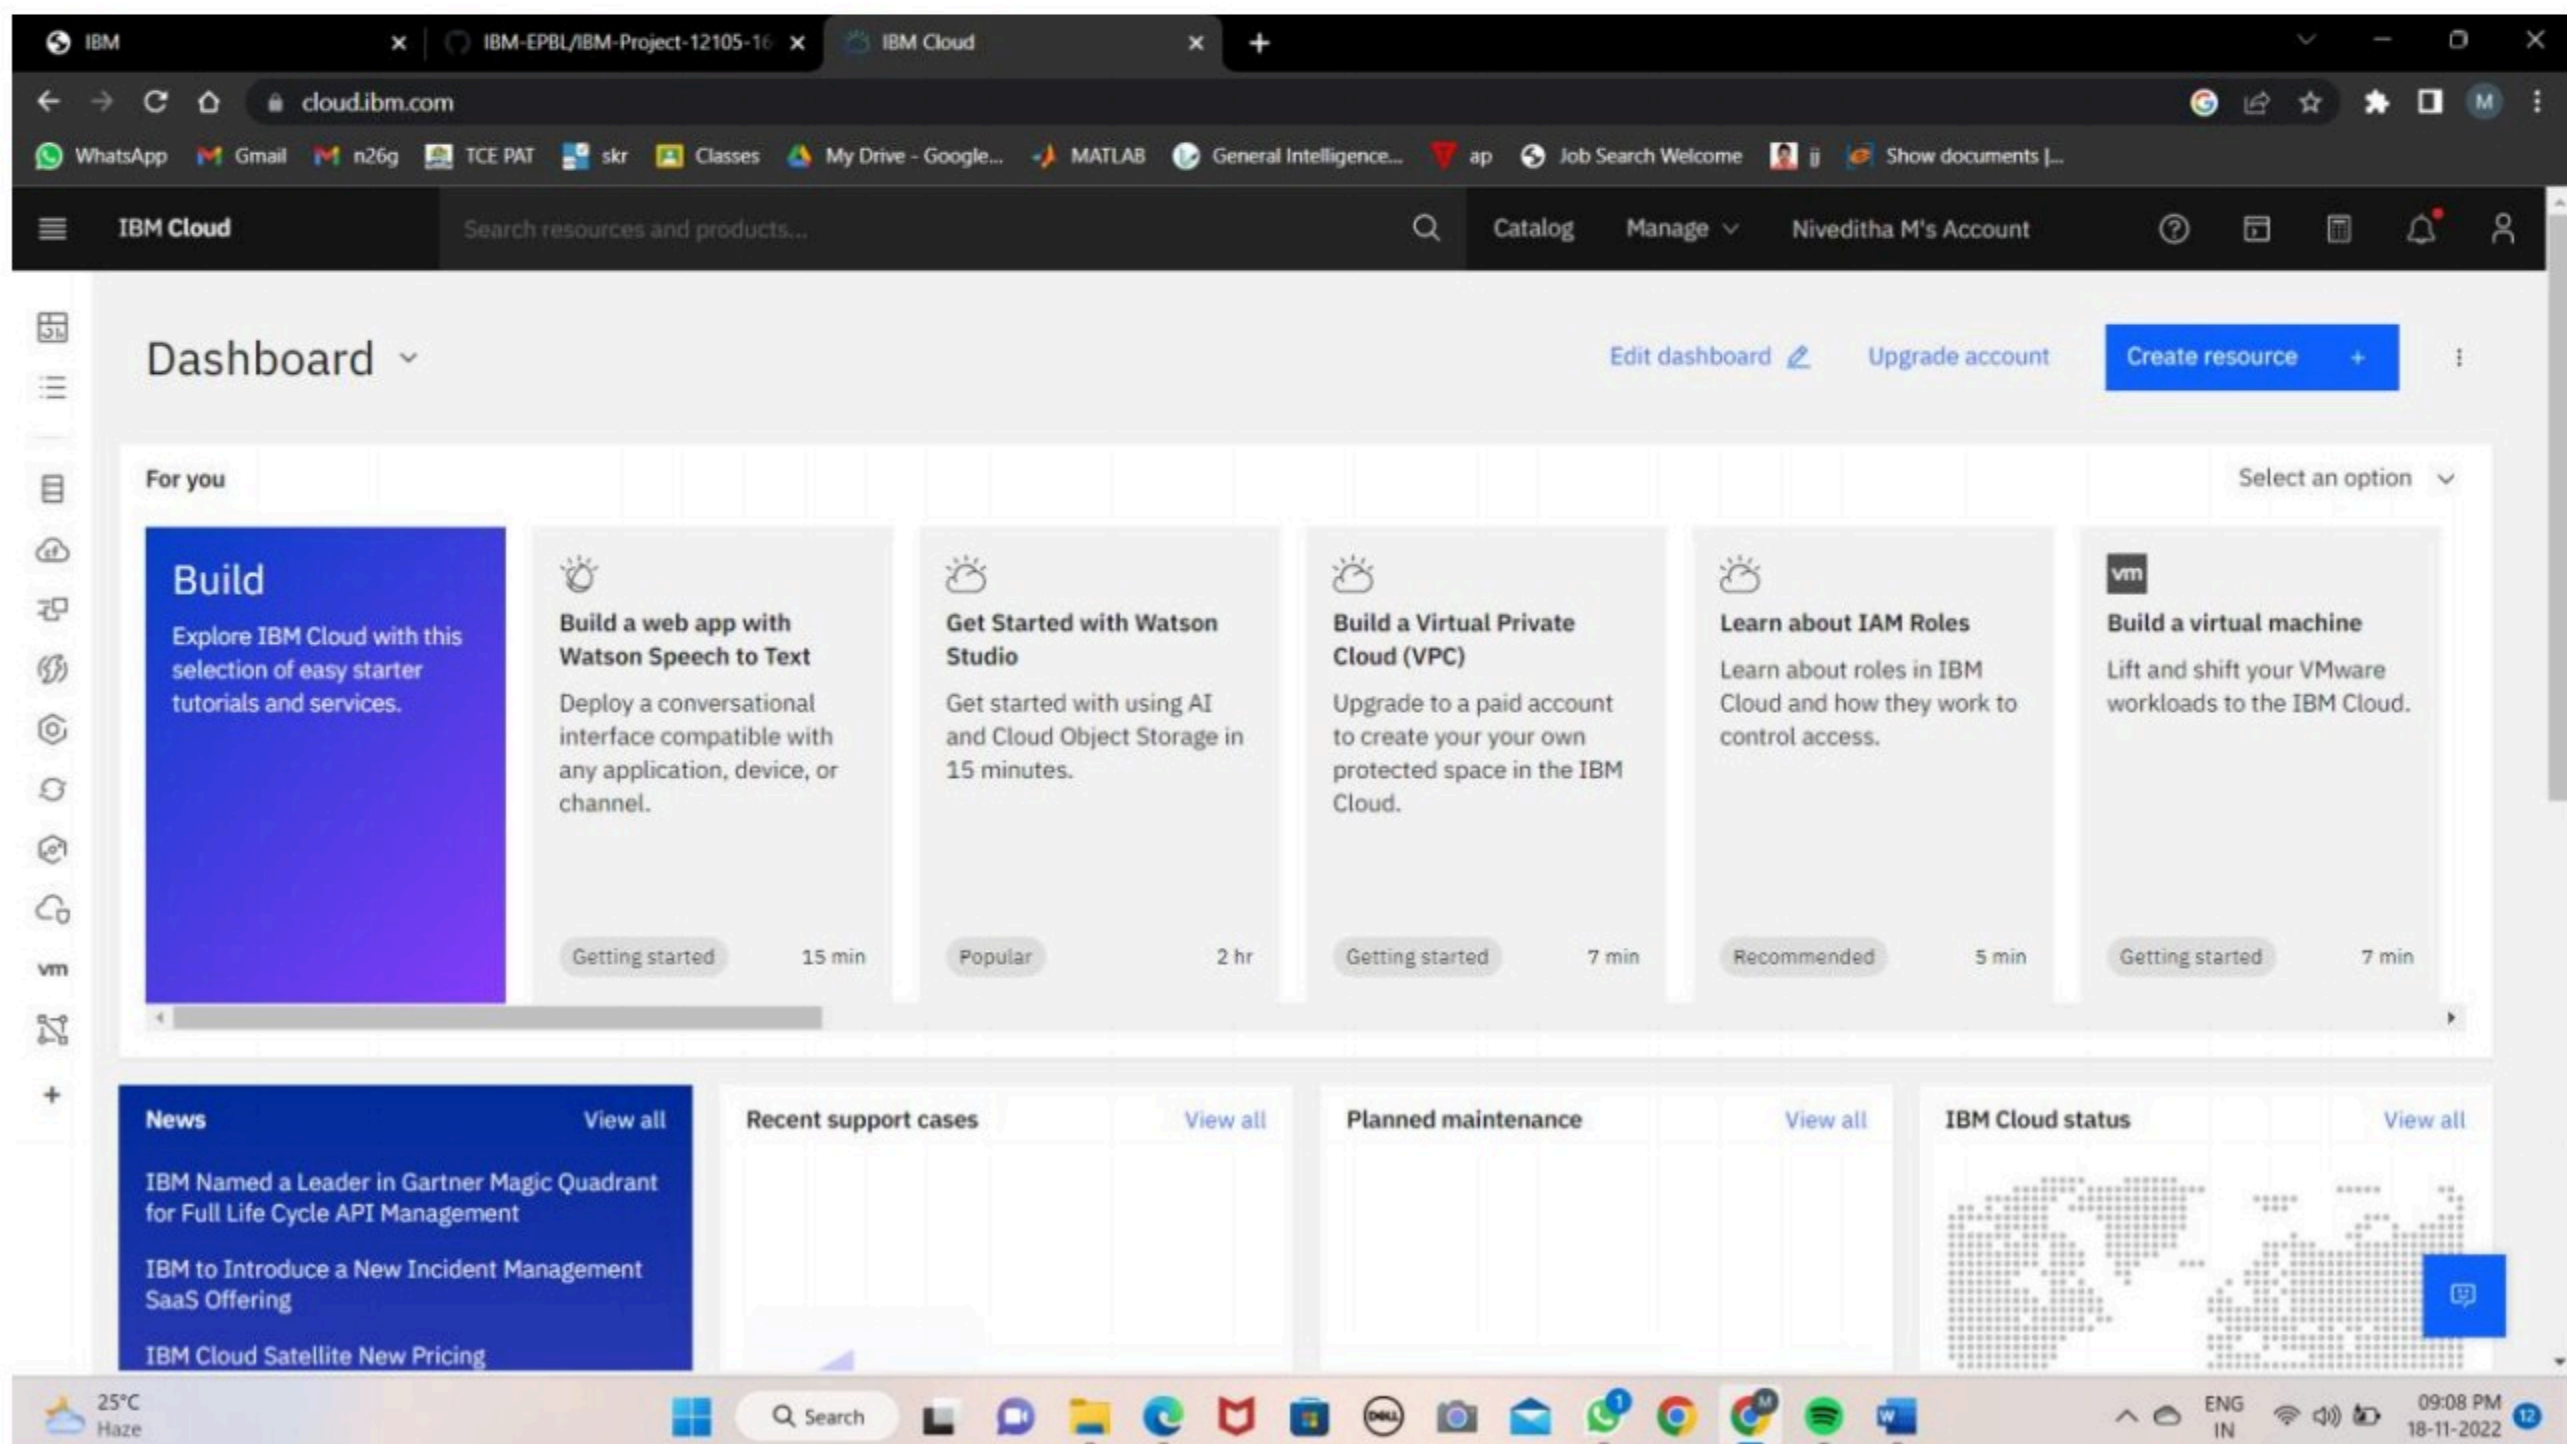 IBM
IBM-EPBL/IBM-Project-12105-16
IBM Cloud
cloud.ibm.com
M
WhatsApp
Gmail
n26g
TCE PAT
skr
Classes
My Drive - Google...
MATLAB
General Intelligence...
ap
Job Search Welcome
ij
Show documents |...
IBM Cloud
Search resources and products...
Catalog
Manage
Niveditha M's Account
Dashboard
Edit dashboard
Upgrade account
Create resource +
For you
Select an option
Build
Explore IBM Cloud with this
selection of easy starter
tutorials and services.
Build a web app with
Watson Speech to Text
Deploy a conversational
interface compatible with
any application, device, or
channel.
Getting started
15 min
Get Started with Watson
Studio
Get started with using AI
and Cloud Object Storage in
15 minutes.
Popular
2 hr
Build a Virtual Private
Cloud (VPC)
Upgrade to a paid account
to create your your own
protected space in the IBM
Cloud.
Getting started
7 min
Learn about IAM Roles
Learn about roles in IBM
Cloud and how they work to
control access.
Recommended
5 min
vm
Build a virtual machine
Lift and shift your VMware
workloads to the IBM Cloud.
Getting started
7 min
vm
News
View all
IBM Named a Leader in Gartner Magic Quadrant
for Full Life Cycle API Management
IBM to Introduce a New Incident Management
SaaS Offering
IBM Cloud Satellite New Pricing
Recent support cases
View all
Planned maintenance
View all
IBM Cloud status
View all
25°C
Haze
Search
DELL
1
M
W
ENG
IN
09:08 PM
18-11-2022
12